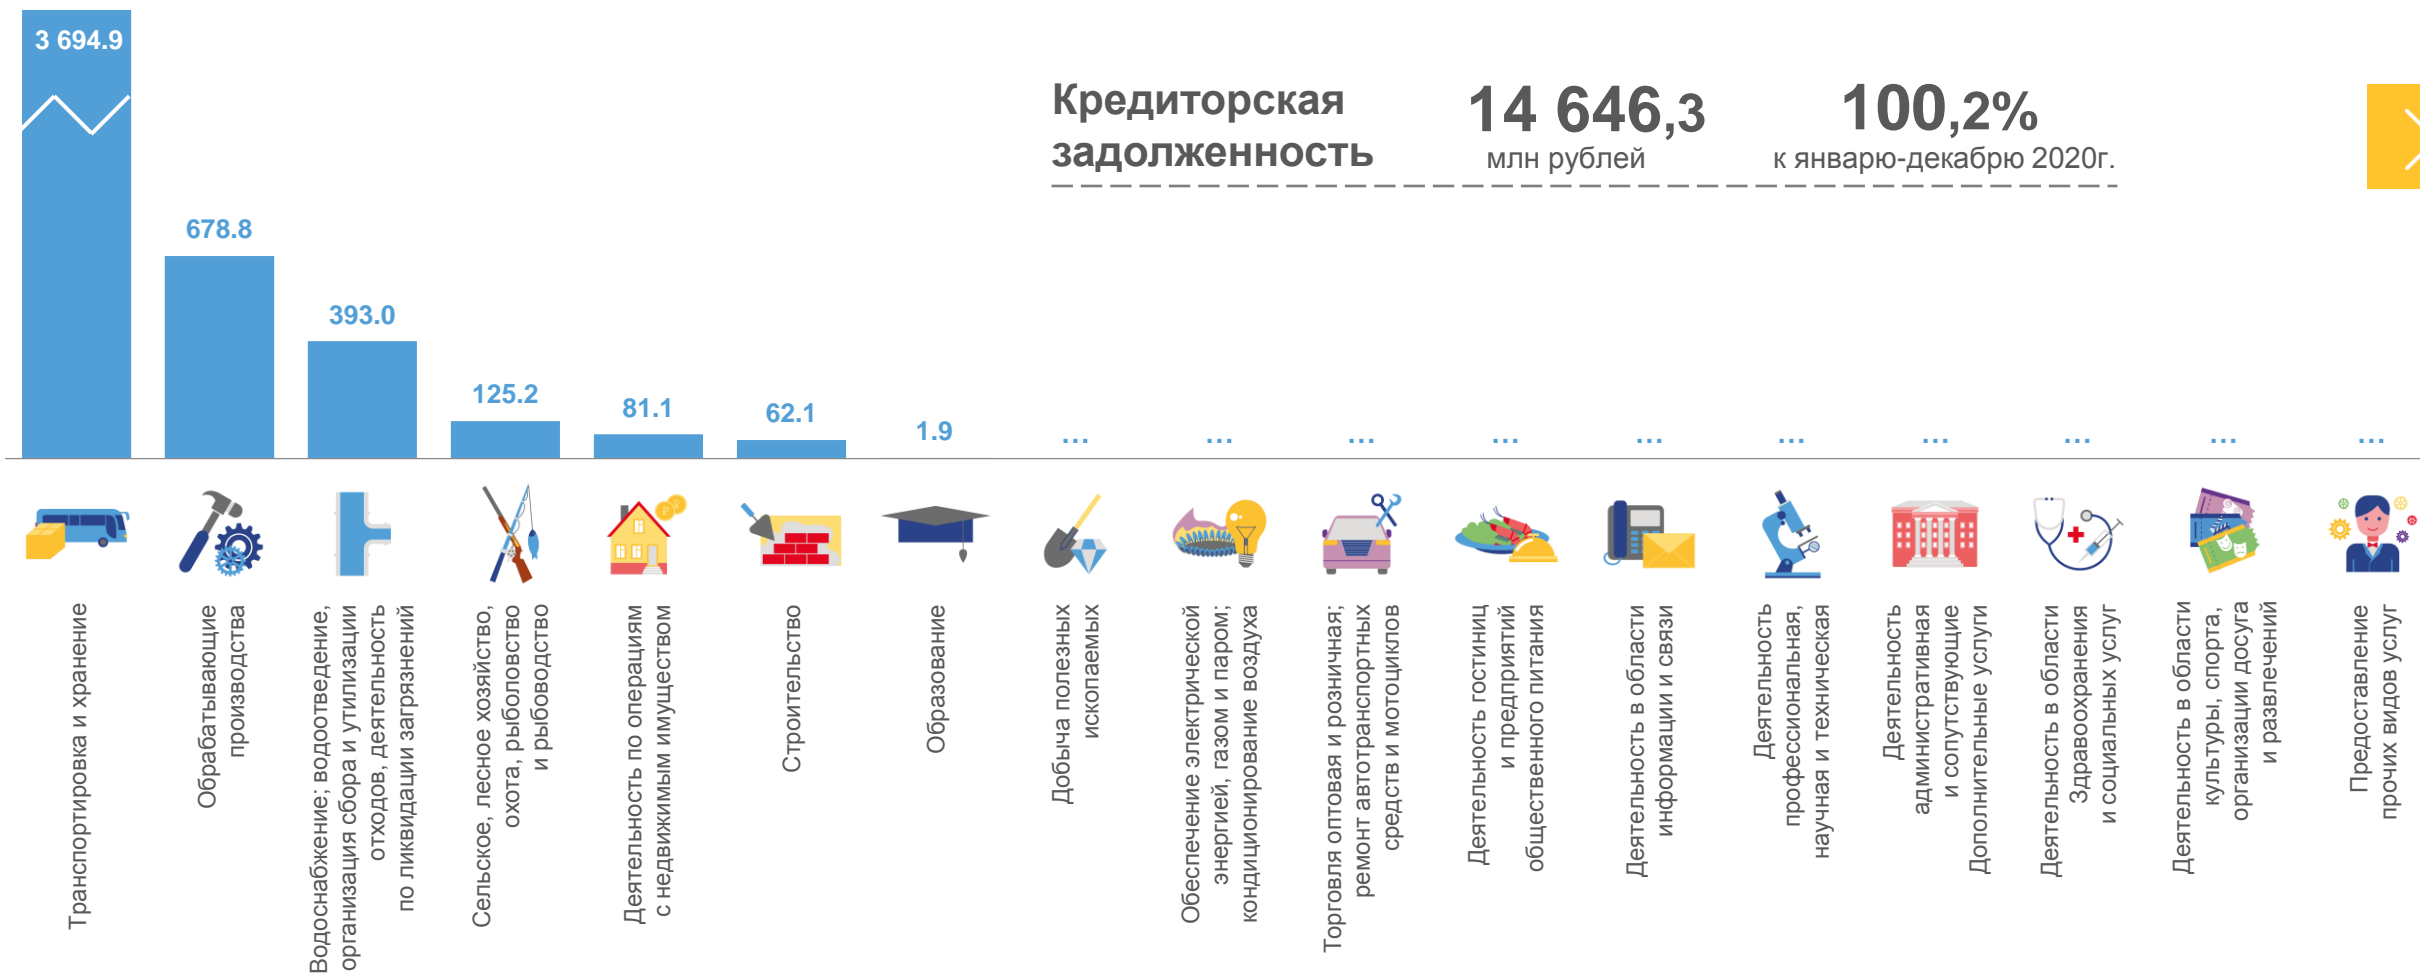 3 694.9
Кредиторская
задолженность
14 646,3
млн рублей
100,2%
к январю-декабрю 2020г.
678.8
393.0
125.2
81.1
62.1
1.9
...
...
...
...
...
...
...
...
...
...
Транспортировка и хранение
Обрабатывающие
производства
Водоснабжение; водоотведение,
организация сбора и утилизации
отходов, деятельность
по ликвидации загрязнений
Сельское, лесное хозяйство,
охота, рыболовство
и рыбоводство
Деятельность по операциям
с недвижимым имуществом
Строительство
Образование
Добыча полезных
ископаемых
Обеспечение электрической
энергией, газом и паром;
кондиционирование воздуха
Торговля оптовая и розничная;
ремонт автотранспортных
средств и мотоциклов
Деятельность гостиниц
и предприятий
общественного питания
Деятельность в области
информации и связи
Деятельность
профессиональная,
научная и техническая
Деятельность
административная
и сопутствующие
Дополнительные услуги
Деятельность в области
Здравоохранения
и социальных услуг
Деятельность в области
культуры, спорта,
организации досуга
и развлечений
Предоставление
прочих видов услуг